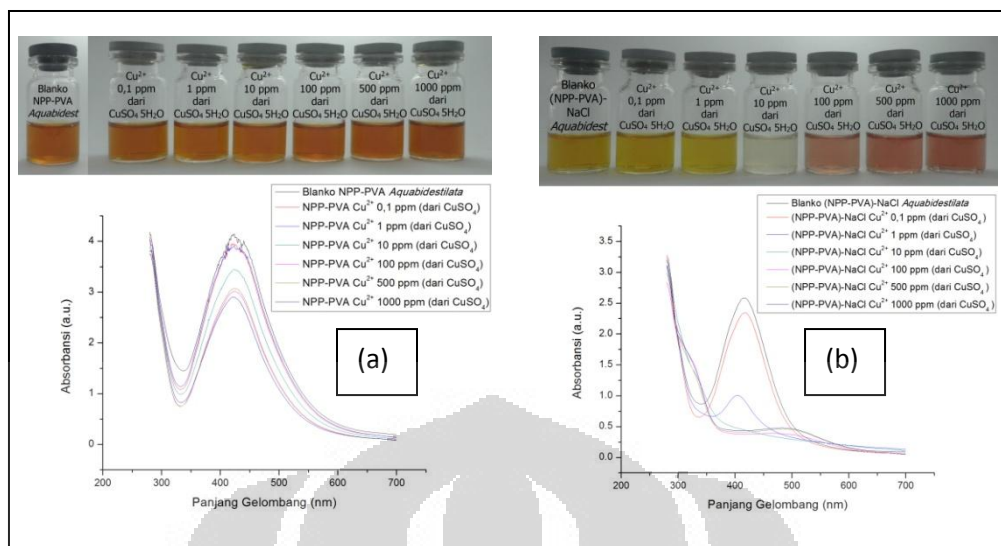 Blanko
NPP-PVA
Aquabidest
Cu²⁺
0,1 ppm
dari
CuSO₄ 5H₂O
Cu²⁺
1 ppm
dari
CuSO₄ 5H₂O
Cu²⁺
10 ppm
dari
CuSO₄ 5H₂O
Cu²⁺
100 ppm
dari
CuSO₄ 5H₂O
Cu²⁺
500 ppm
dari
CuSO₄ 5H₂O
Cu²⁺
1000 ppm
dari
CuSO₄ 5H₂O
Blanko NPP-PVA Aquabidestilata
NPP-PVA Cu²⁺ 0,1 ppm (dari CuSO₄)
NPP-PVA Cu²⁺ 1 ppm (dari CuSO₄)
NPP-PVA Cu²⁺ 10 ppm (dari CuSO₄)
NPP-PVA Cu²⁺ 100 ppm (dari CuSO₄)
NPP-PVA Cu²⁺ 500 ppm (dari CuSO₄)
NPP-PVA Cu²⁺ 1000 ppm (dari CuSO₄)
Absorbansi (a.u.)
4
3
2
1
0
(a)
200 300 400 500 600 700
Panjang Gelombang (nm)
Blanko
(NPP-PVA)-
NaCl
Aquabidest
Cu²⁺
0,1 ppm
dari
CuSO₄ 5H₂O
Cu²⁺
1 ppm
dari
CuSO₄ 5H₂O
Cu²⁺
10 ppm
dari
CuSO₄ 5H₂O
Cu²⁺
100 ppm
dari
CuSO₄ 5H₂O
Cu²⁺
500 ppm
dari
CuSO₄ 5H₂O
Cu²⁺
1000 ppm
dari
CuSO₄ 5H₂O
Blanko (NPP-PVA)-NaCl Aquabidestilata
(NPP-PVA)-NaCl Cu²⁺ 0,1 ppm (dari CuSO₄)
(NPP-PVA)-NaCl Cu²⁺ 1 ppm (dari CuSO₄)
(NPP-PVA)-NaCl Cu²⁺ 10 ppm (dari CuSO₄)
(NPP-PVA)-NaCl Cu²⁺ 100 ppm (dari CuSO₄)
(NPP-PVA)-NaCl Cu²⁺ 500 ppm (dari CuSO₄)
(NPP-PVA)-NaCl Cu²⁺ 1000 ppm (dari CuSO₄)
Absorbansi (a.u.)
3.5
3.0
2.5
2.0
1.5
1.0
0.5
0.0
(b)
200 300 400 500 600 700
Panjang Gelombang (nm)